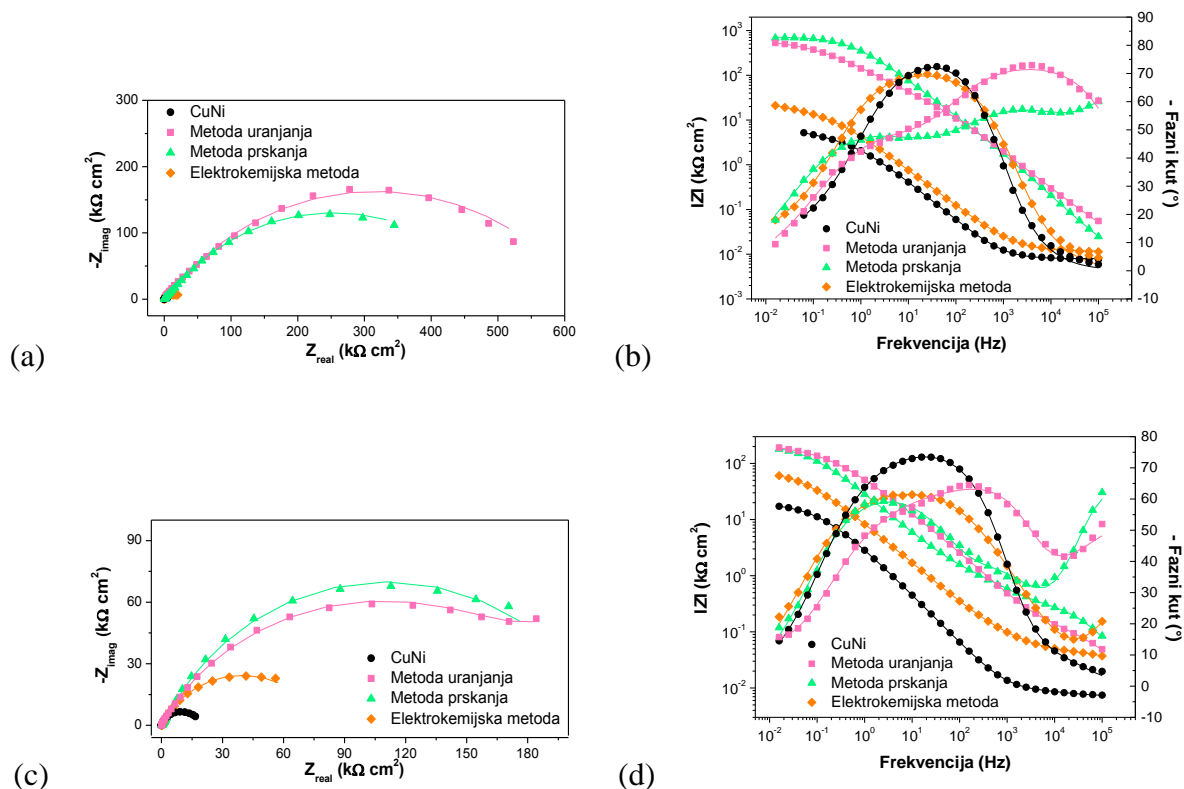 300
200
100
0
-Z_imag (kΩ cm²)
CuNi
Metoda uranjanja
Metoda prskanja
Elektrokemijska metoda
0 100 200 300 400 500 600
Z_real (kΩ cm²)
(a)
10³
10²
10¹
10⁰
10⁻¹
10⁻²
10⁻³
|Z| (kΩ cm²)
CuNi
Metoda uranjanja
Metoda prskanja
Elektrokemijska metoda
90
80
70
60
50
40
30
20
10
0
-10
- Fazni kut (°)
10⁻² 10⁻¹ 10⁰ 10¹ 10² 10³ 10⁴ 10⁵
Frekvencija (Hz)
(b)
90
60
30
0
-Z_imag (kΩ cm²)
CuNi
Metoda uranjanja
Metoda prskanja
Elektrokemijska metoda
0 30 60 90 120 150 180
Z_real (kΩ cm²)
(c)
10²
10¹
10⁰
10⁻¹
10⁻²
|Z| (kΩ cm²)
CuNi
Metoda uranjanja
Metoda prskanja
Elektrokemijska metoda
80
70
60
50
40
30
20
10
0
-10
- Fazni kut (°)
10⁻² 10⁻¹ 10⁰ 10¹ 10² 10³ 10⁴ 10⁵
Frekvencija (Hz)
(d)